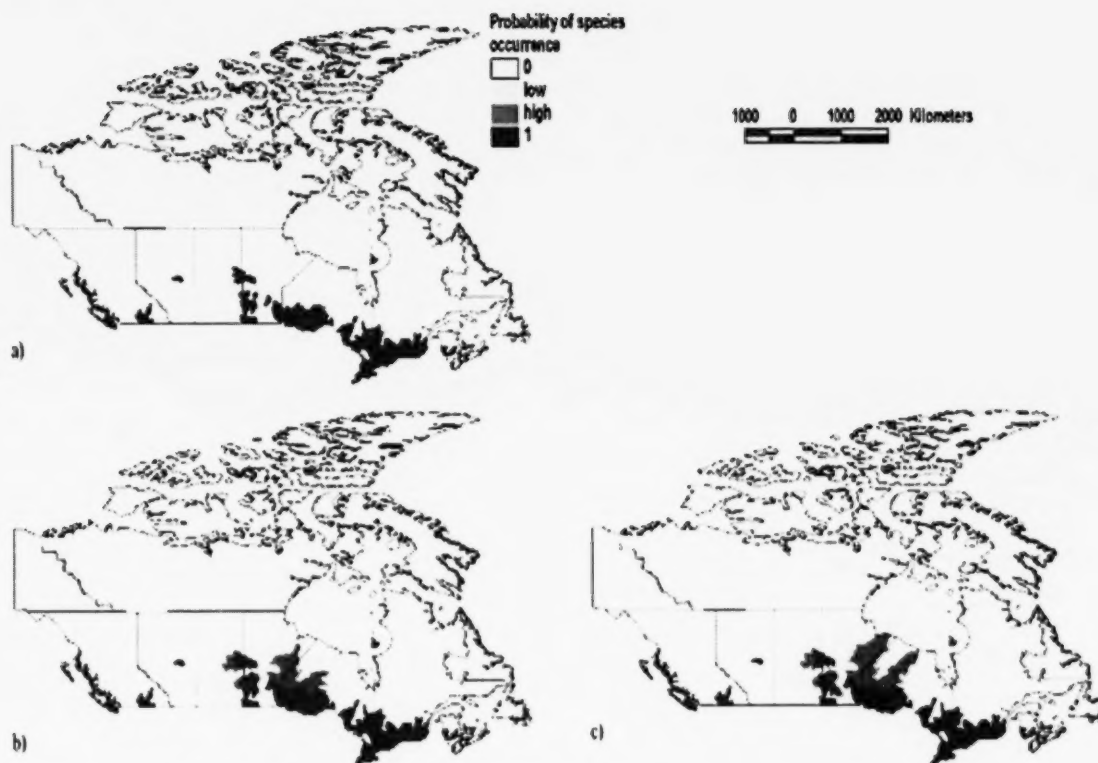 Probability of species
occurrence
0
low
high
1
1000 0 1000 2000 Kilometers
a)
b)
c)